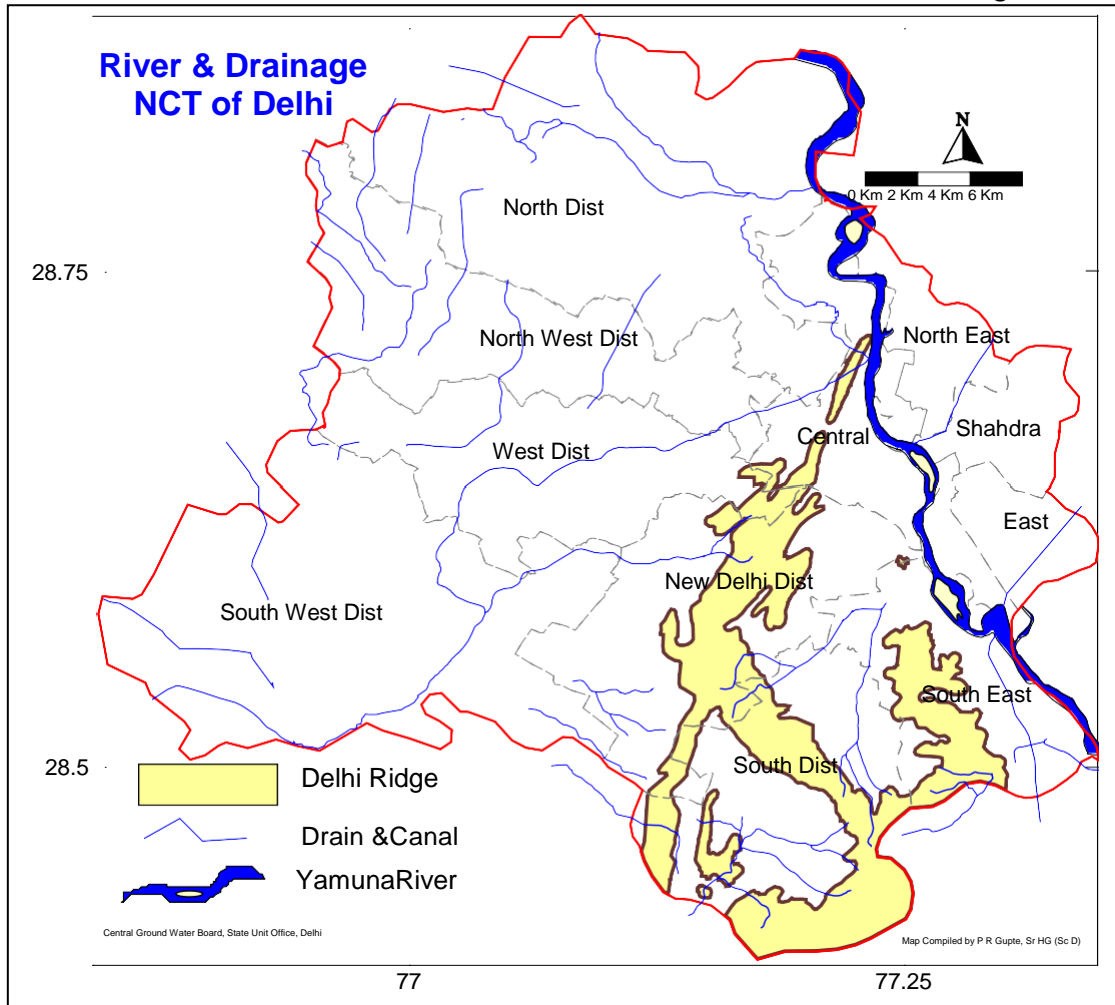 River & Drainage
NCT of Delhi
N
0 Km 2 Km 4 Km 6 Km
North Dist
28.75
North West Dist
North East
West Dist
Central
Shahdra
East
New Delhi Dist
South West Dist
South East
28.5
South Dist
Delhi Ridge
Drain &Canal
YamunaRiver
Central Ground Water Board, State Unit Office, Delhi
Map Compiled by P R Gupte, Sr HG (Sc D)
77
77.25